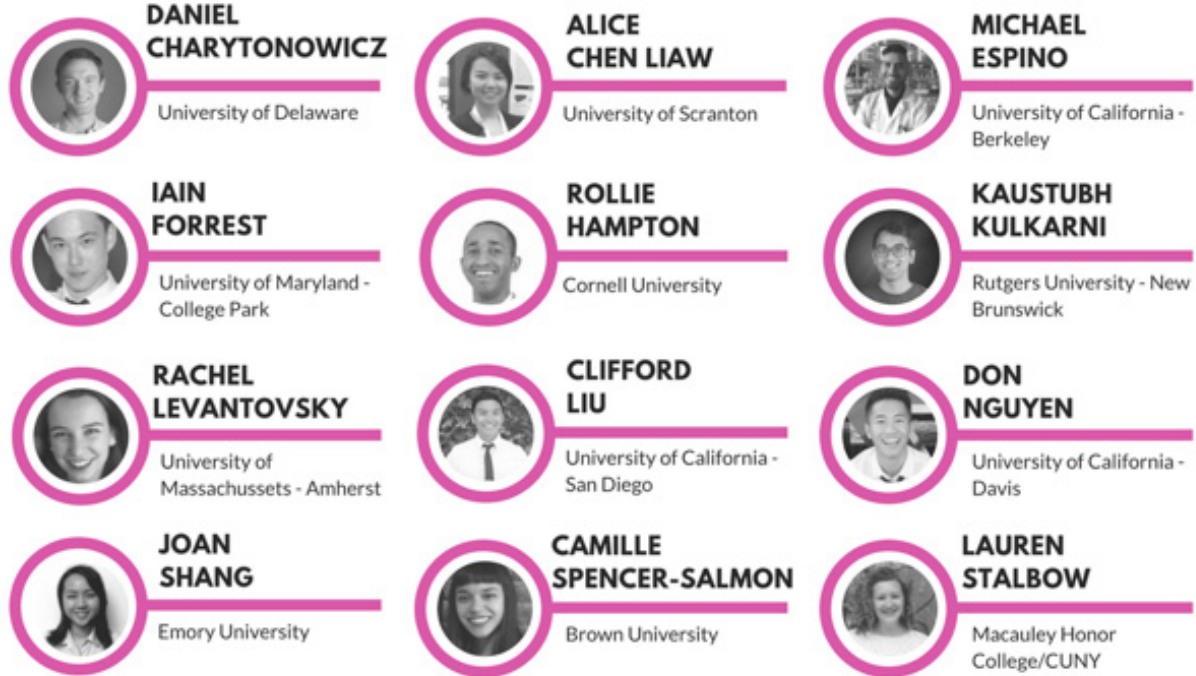 DANIEL
CHARYTONOWICZ
University of Delaware
ALICE
CHEN LIAW
University of Scranton
MICHAEL
ESPINO
University of California -
Berkeley
IAIN
FORREST
University of Maryland -
College Park
ROLLIE
HAMPTON
Cornell University
KAUSTUBH
KULKARNI
Rutgers University - New
Brunswick
RACHEL
LEVANTOVSKY
University of
Massachussets - Amherst
CLIFFORD
LIU
University of California -
San Diego
DON
NGUYEN
University of California -
Davis
JOAN
SHANG
Emory University
CAMILLE
SPENCER-SALMON
Brown University
LAUREN
STALBOW
Macauley Honor
College/CUNY